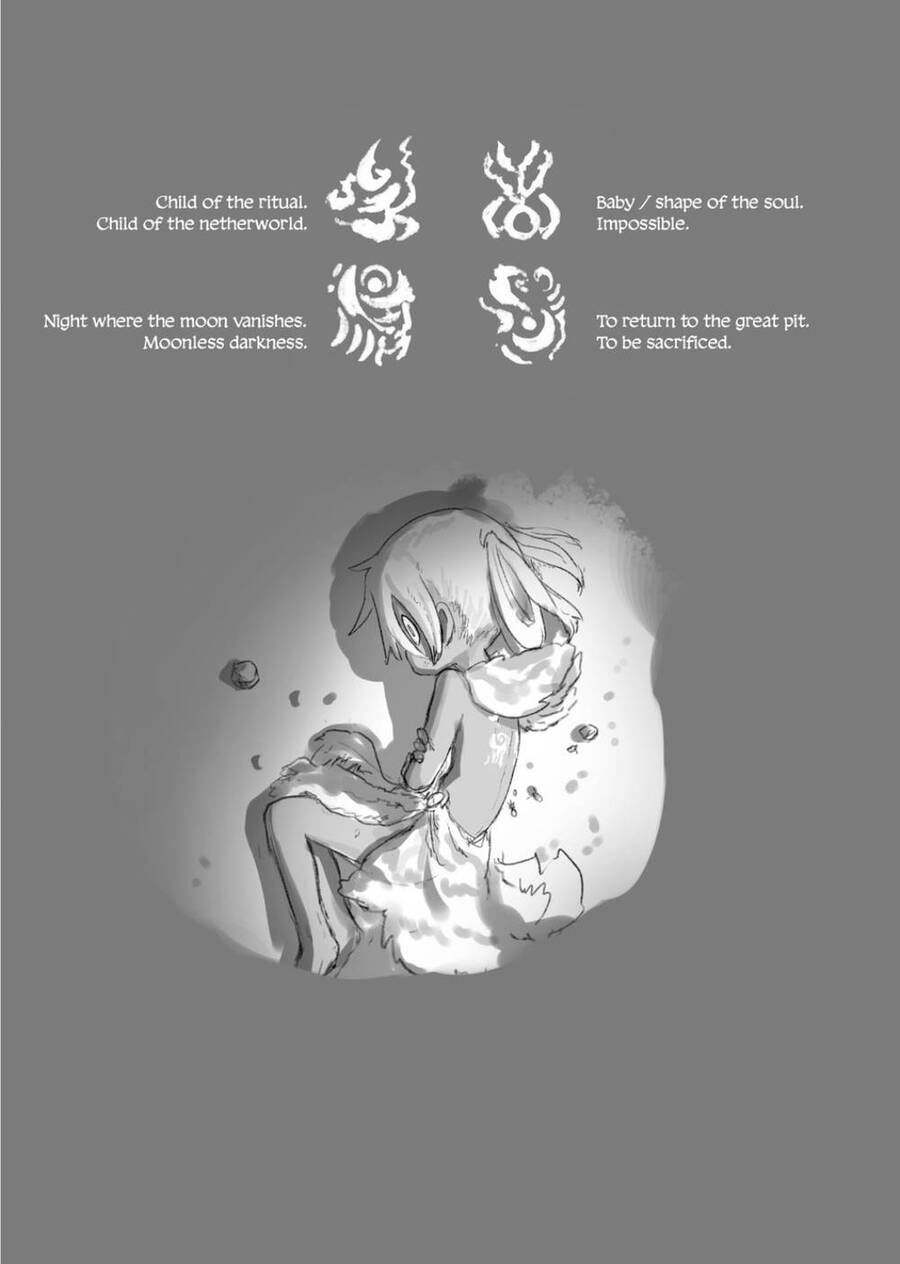 Child of the ritual.
Child of the netherworld.
Baby / shape of the soul.
Impossible.
Night where the moon vanishes.
Moonless darkness.
To return to the great pit.
To be sacrificed.